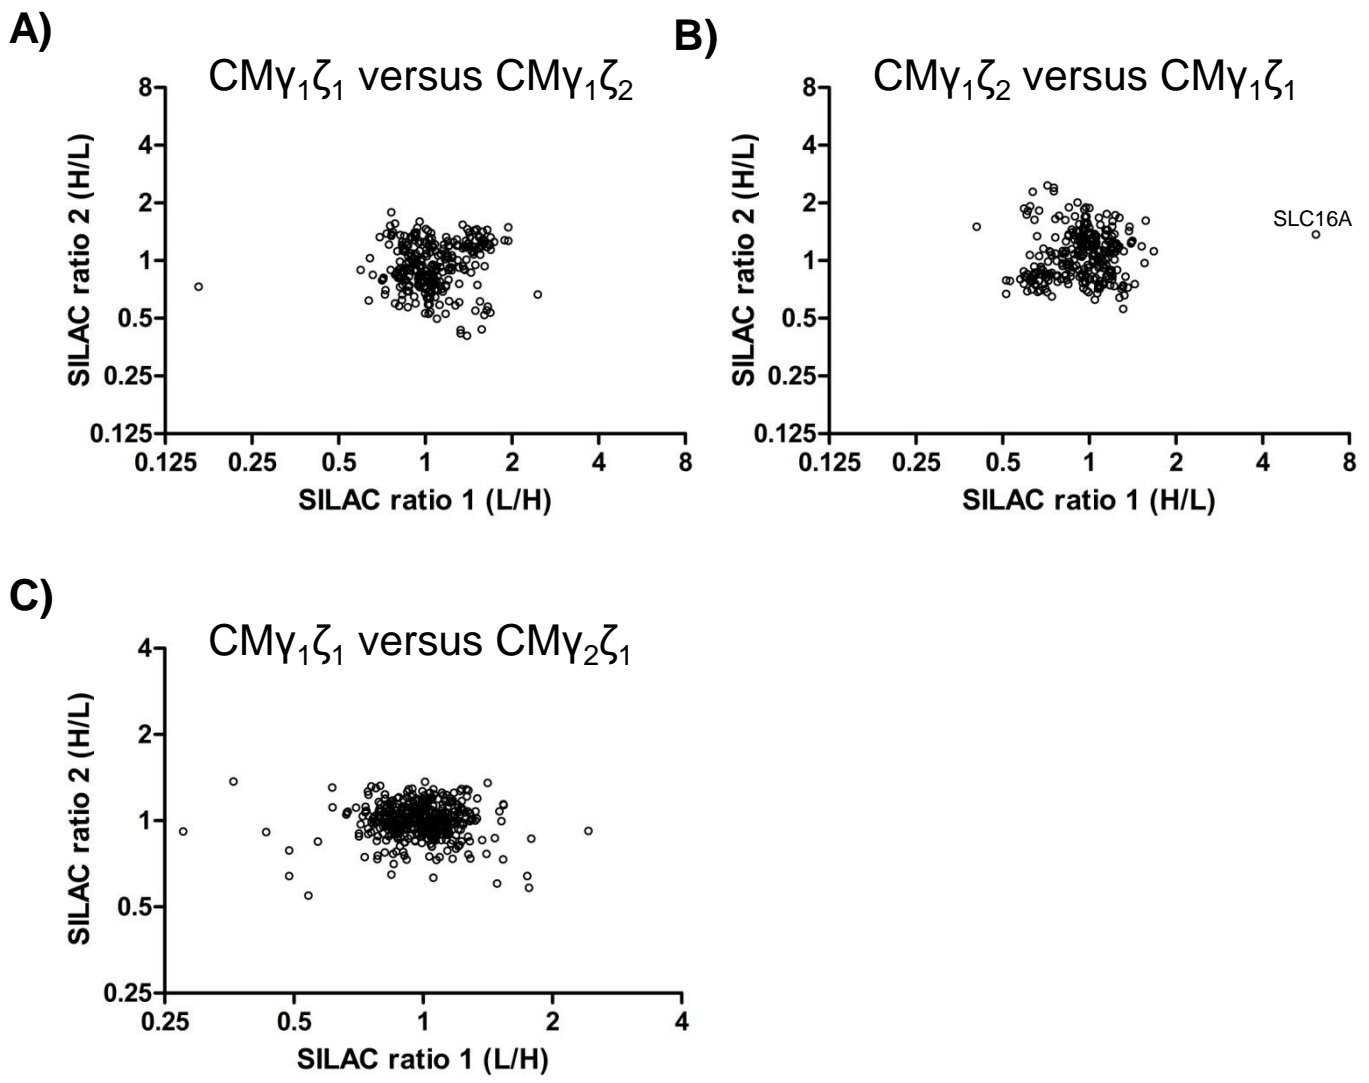 A)
CMγ₁ζ₁ versus CMγ₁ζ₂
8
4
2
1
0.5
0.25
0.125
SILAC ratio 2 (H/L)
0.125 0.25 0.5 1 2 4 8
SILAC ratio 1 (L/H)
B)
CMγ₁ζ₂ versus CMγ₁ζ₁
8
4
2
1
0.5
0.25
0.125
SILAC ratio 2 (H/L)
SLC16A
0.125 0.25 0.5 1 2 4 8
SILAC ratio 1 (H/L)
C)
CMγ₁ζ₁ versus CMγ₂ζ₁
4
2
1
0.5
0.25
SILAC ratio 2 (H/L)
0.25 0.5 1 2 4
SILAC ratio 1 (L/H)